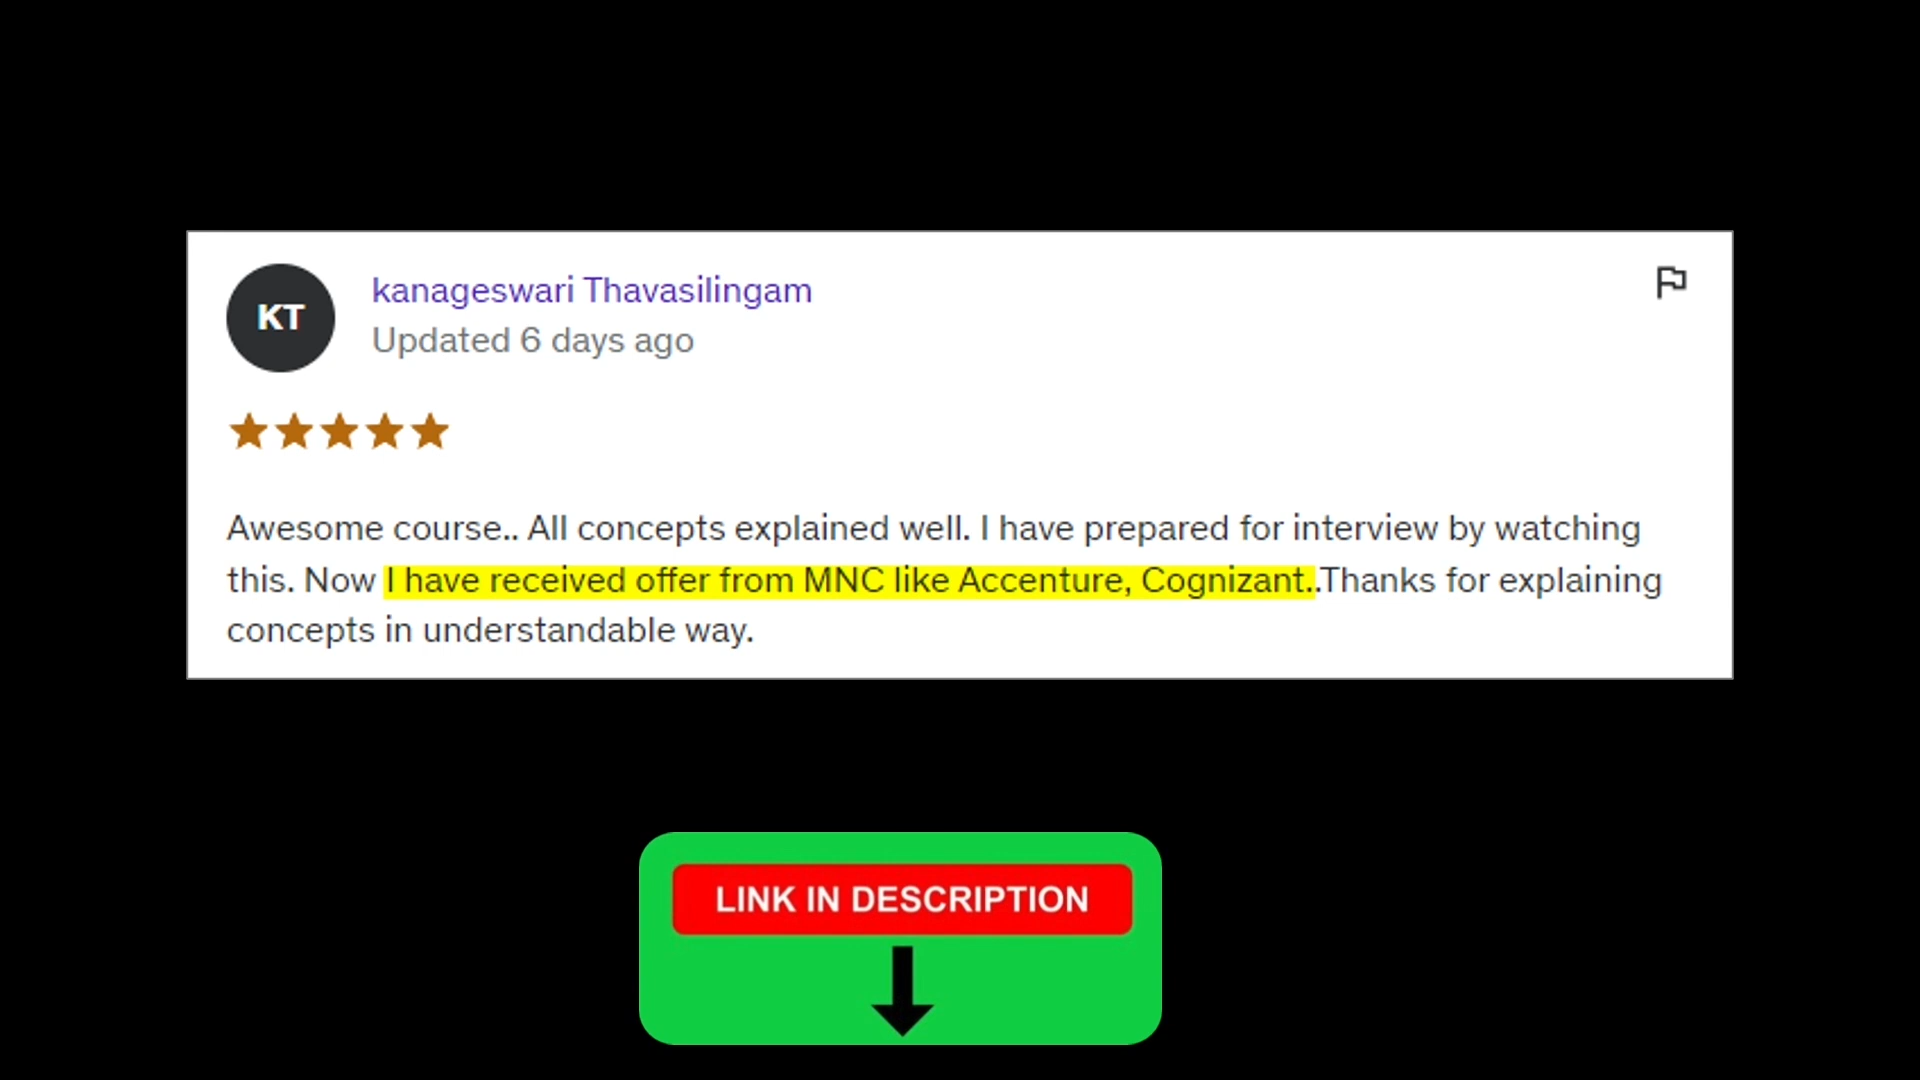 KT
kanageswari Thavasilingam
Updated 6 days ago
Awesome course.. All concepts explained well. I have prepared for interview by watching
this. Now I have received offer from MNC like Accenture, Cognizant...Thanks for explaining
concepts in understandable way.
LINK IN DESCRIPTION